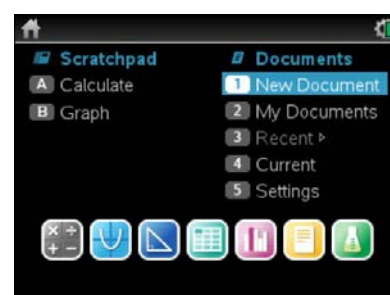 Scratchpad
A Calculate
B Graph
Documents
1 New Document
2 My Documents
3 Recent ▹
4 Current
5 Settings